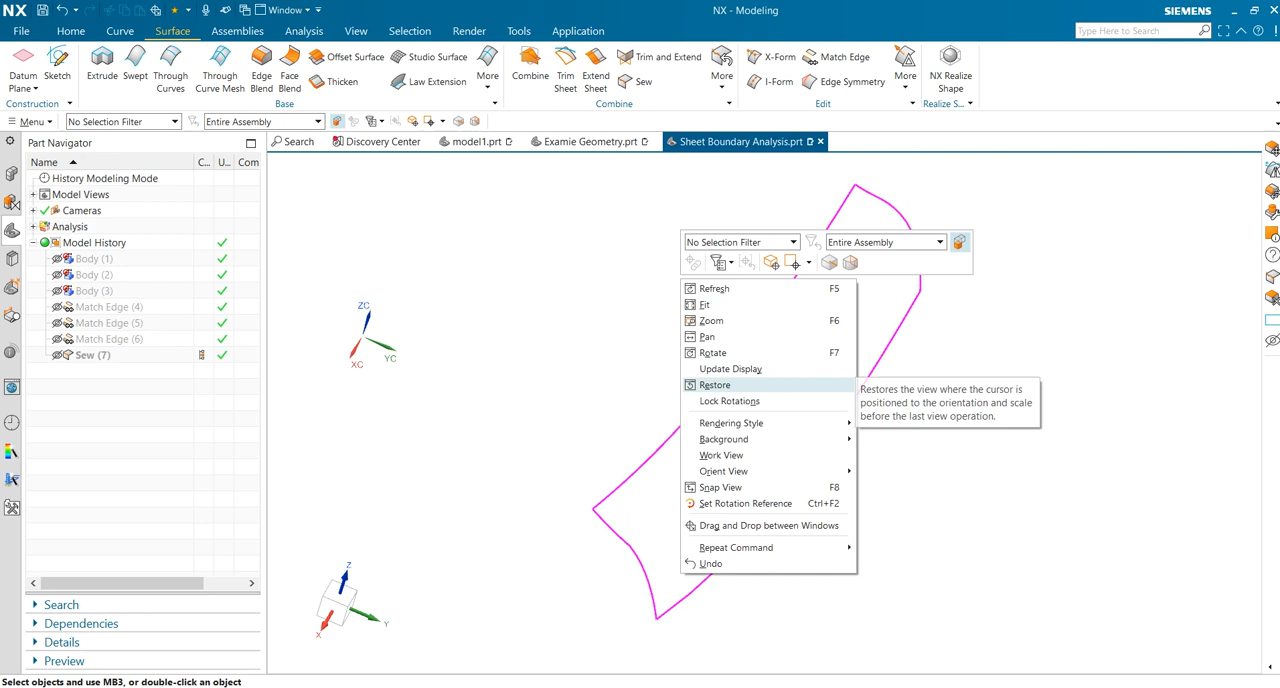 NX
Window
NX - Modeling
SIEMENS
File
Home
Curve
Surface
Assemblies
Analysis
View
Selection
Render
Tools
Application
Type Here to Search
Datum Plane
Sketch
Extrude
Swept
Through Curves
Through Curve Mesh
Edge Blend
Face Blend
Offset Surface
Thicken
Studio Surface
Law Extension
More
Combine
Trim Sheet
Extend Sheet
Trim and Extend
Sew
More
X-Form
I-Form
Match Edge
Edge Symmetry
More
NX Realize Shape
Construction
Base
Combine
Edit
Realize S...
Menu
No Selection Filter
Entire Assembly
Part Navigator
Search
Discovery Center
model1.prt
Examie Geometry.prt
Sheet Boundary Analysis.prt
Name
C...
U...
Com
History Modeling Mode
Model Views
Cameras
Analysis
Model History
Body (1)
Body (2)
Body (3)
Match Edge (4)
Match Edge (5)
Match Edge (6)
Sew (7)
Search
Dependencies
Details
Preview
ZC
YC
XC
Z
Y
X
No Selection Filter
Entire Assembly
Refresh F5
Fit
Zoom F6
Pan
Rotate F7
Update Display
Restore
Lock Rotations
Rendering Style
Background
Work View
Orient View
Snap View F8
Set Rotation Reference Ctrl+F2
Drag and Drop between Windows
Repeat Command
Undo
Restores the view where the cursor is
positioned to the orientation and scale
before the last view operation.
Select objects and use MB3, or double-click an object